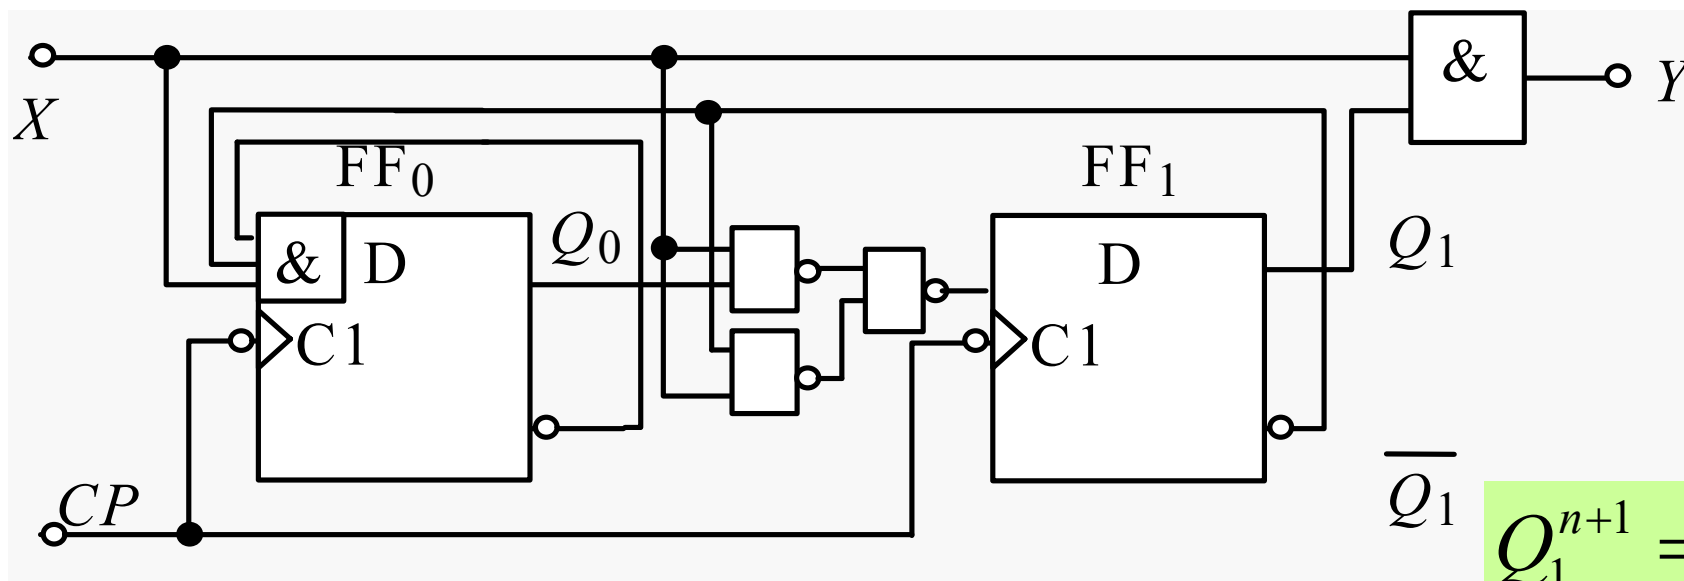 X
&
Y
FF₀
FF₁
& D
Q₀
D
Q₁
C1
C1
CP
Q̅₁
Q₁ⁿ⁺¹ =